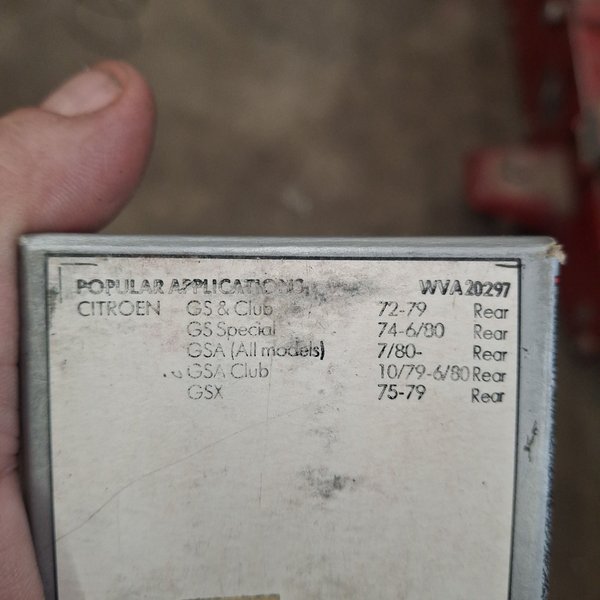 POPULAR APPLICATIONS WVA 20297
CITROEN GS & Club 72-79 Rear
GS Special 74-6/80 Rear
GSA (All models) 7/80- Rear
GSA Club 10/79-6/80 Rear
GSX 75-79 Rear